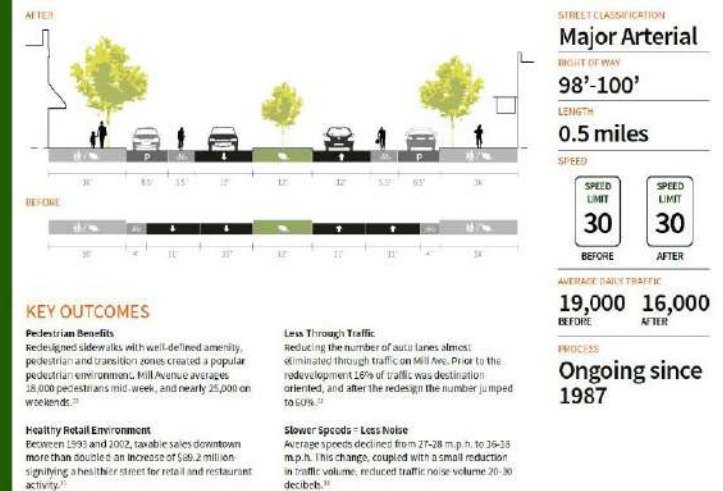 AFTER
P
P
12'
12'
BEFORE
12'
KEY OUTCOMES
Pedestrian Benefits
Redesigned sidewalks with well-defined amenity,
pedestrian and transition zones created a popular
pedestrian environment. Mill Avenue averages
18,000 pedestrians mid-week, and nearly 25,000 on
weekends.
Healthy Retail Environment
Between 1993 and 2002, taxable sales downtown
more than doubled an increase of $89.2 million-
signifying a healthier street for retail and restaurant
activity.
Less Through Traffic
Reducing the number of auto lanes almost
eliminated through traffic on Mill Ave. Prior to the
redevelopment 16% of traffic was destination
oriented, and after the redesign the number jumped
to 60%.
Slower Speeds = Less Noise
Average speeds declined from 27-28 m.p.h. to 16-18
m.p.h. This change, coupled with a small reduction
in traffic volume, reduced traffic noise volume 20-30
decibels.
STREET CLASSIFICATION
Major Arterial
RIGHT OF WAY
98'-100'
LENGTH
0.5 miles
SPEED
SPEED SPEED
LIMIT LIMIT
30 30
BEFORE AFTER
AVERAGE DAILY TRAFFIC
19,000 16,000
BEFORE AFTER
PROCESS
Ongoing since
1987